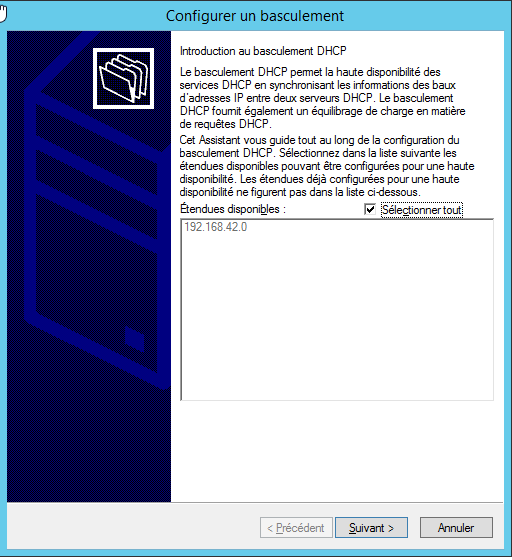 Configurer un basculement
Introduction au basculement DHCP
Le basculement DHCP permet la haute disponibilité des
services DHCP en synchronisant les informations des baux
d'adresses IP entre deux serveurs DHCP. Le basculement
DHCP fournit également un équilibrage de charge en matière
de requêtes DHCP.
Cet Assistant vous guide tout au long de la configuration du
basculement DHCP. Sélectionnez dans la liste suivante les
étendues disponibles pouvant être configurées pour une haute
disponibilité. Les étendues déjà configurées pour une haute
disponibilité ne figurent pas dans la liste ci-dessous.
Étendues disponibles : Sélectionner tout
192.168.42.0
< Précédent Suivant > Annuler